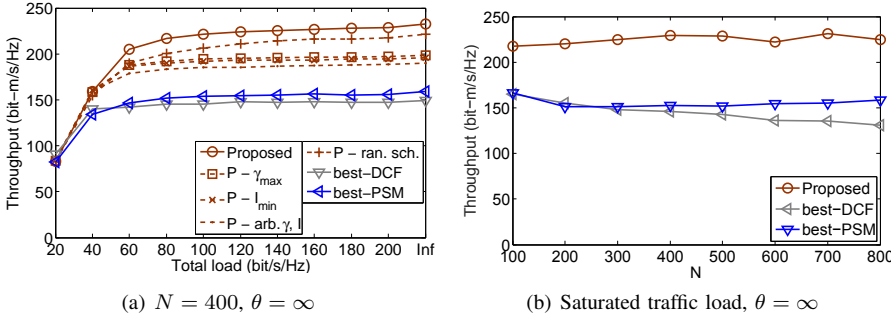 250
200
150
100
50
0
Throughput (bit−m/s/Hz)
20 40 60 80 100 120 140 160 180 200 Inf
Total load (bit/s/Hz)
Proposed
P − γmax
P − Imin
P − arb. γ, I
P − ran. sch.
best−DCF
best−PSM
(a) N = 400, θ = ∞
250
200
150
100
50
0
Throughput (bit−m/s/Hz)
100 200 300 400 500 600 700 800
N
Proposed
best−DCF
best−PSM
(b) Saturated traffic load, θ = ∞